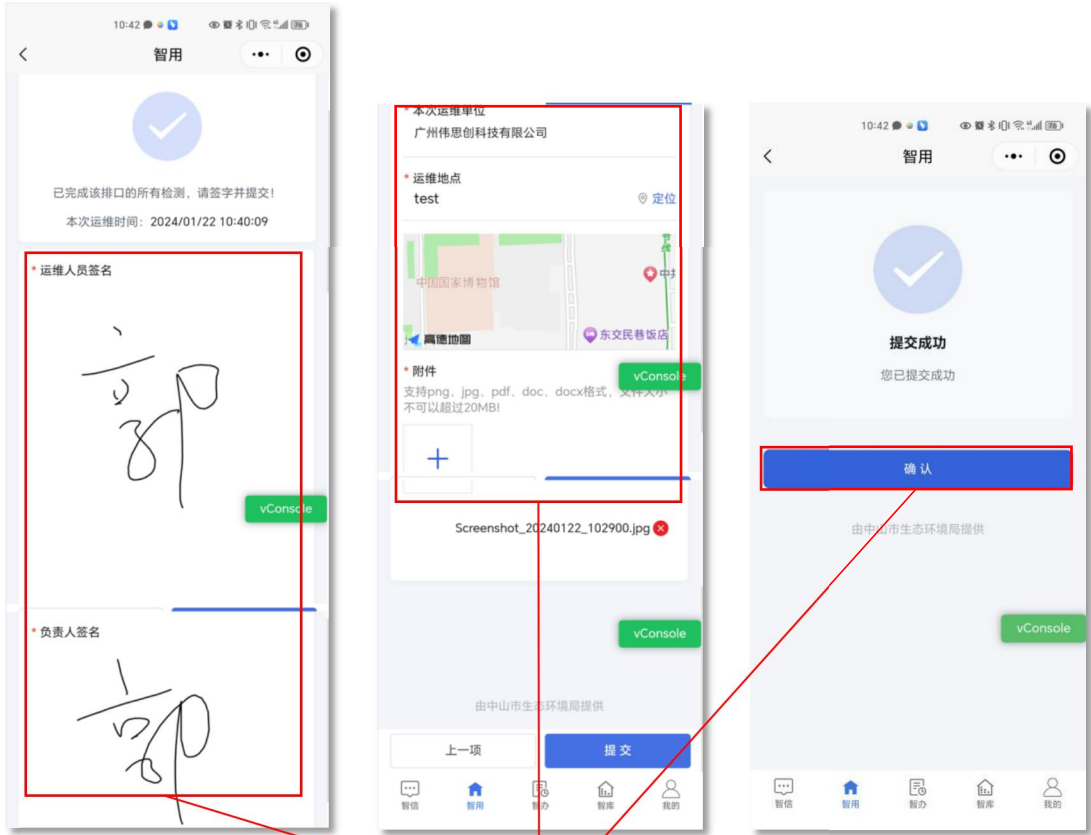 10:42
智用
已完成该排口的所有检测，请签字并提交！
本次运维时间：2024/01/22 10:40:09
* 运维人员签名
郭
vConsole
* 负责人签名
郭
* 本次运维单位
广州伟思创科技有限公司
* 运维地点
test
定位
中国国家博物馆
高德地图
东交民巷饭店
* 附件
vConsole
支持png、jpg、pdf、doc、docx格式，文件大小
不可以超过20MB!
Screenshot_20240122_102900.jpg
vConsole
由中山市生态环境局提供
上一项
提交
智信
智用
智办
智库
我的
10:42
智用
提交成功
您已提交成功
确认
由中山市生态环境局提供
vConsole
智信
智用
智办
智库
我的